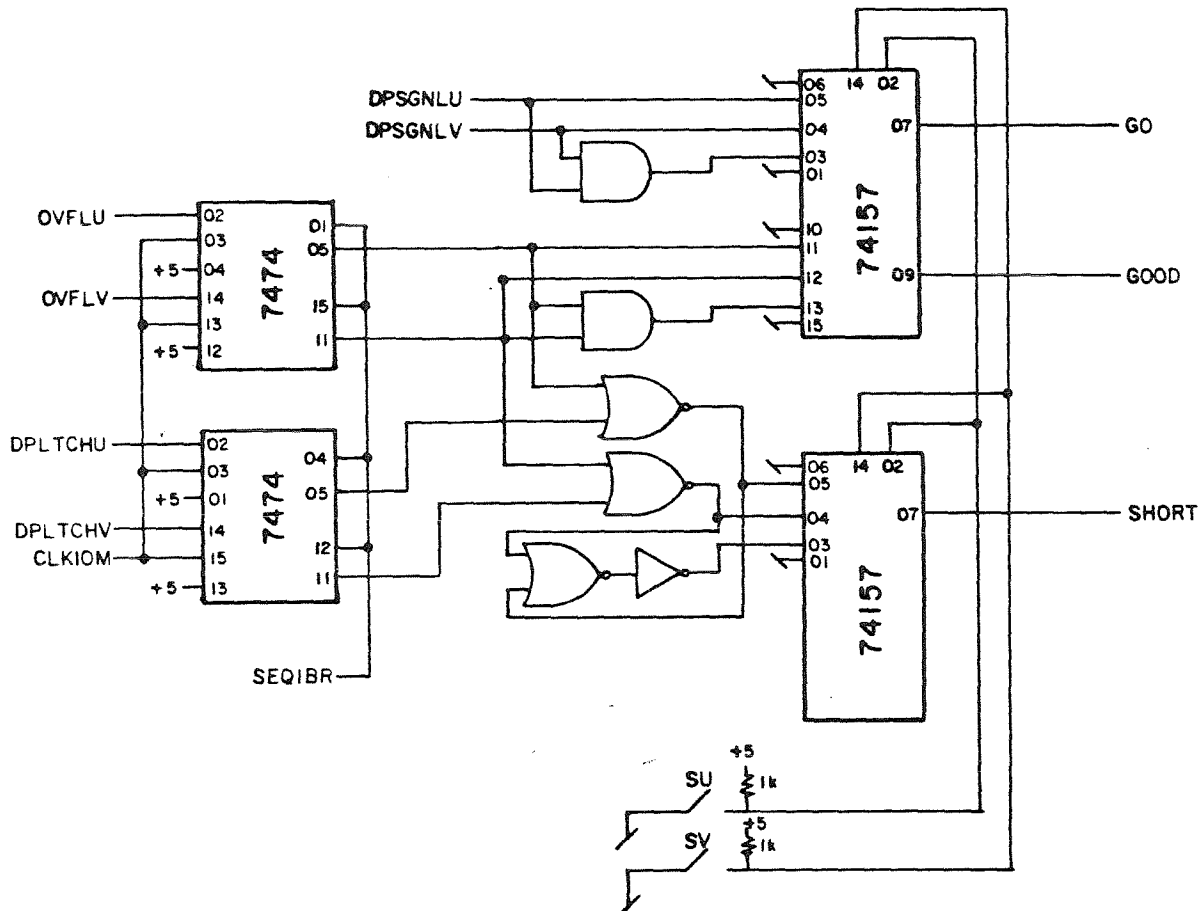 06 14 02
DPSGNLU 05
DPSGNLV 04 07 GO
03
01
OVFLU 02 01 10
03 05 11
+5 04 12 09 GOOD
OVFLV 14 15 13
13 15
+5 12 11
7474
74157
DPLTCHU 02 04
03 05
+5 01
DPLTCHV 14 12
CLKIOM 15 11
+5 13
7474
06 14 02
05
04 07 SHORT
03
01
74157
SEQIBR
+5
SU 1k
+5
SV 1k